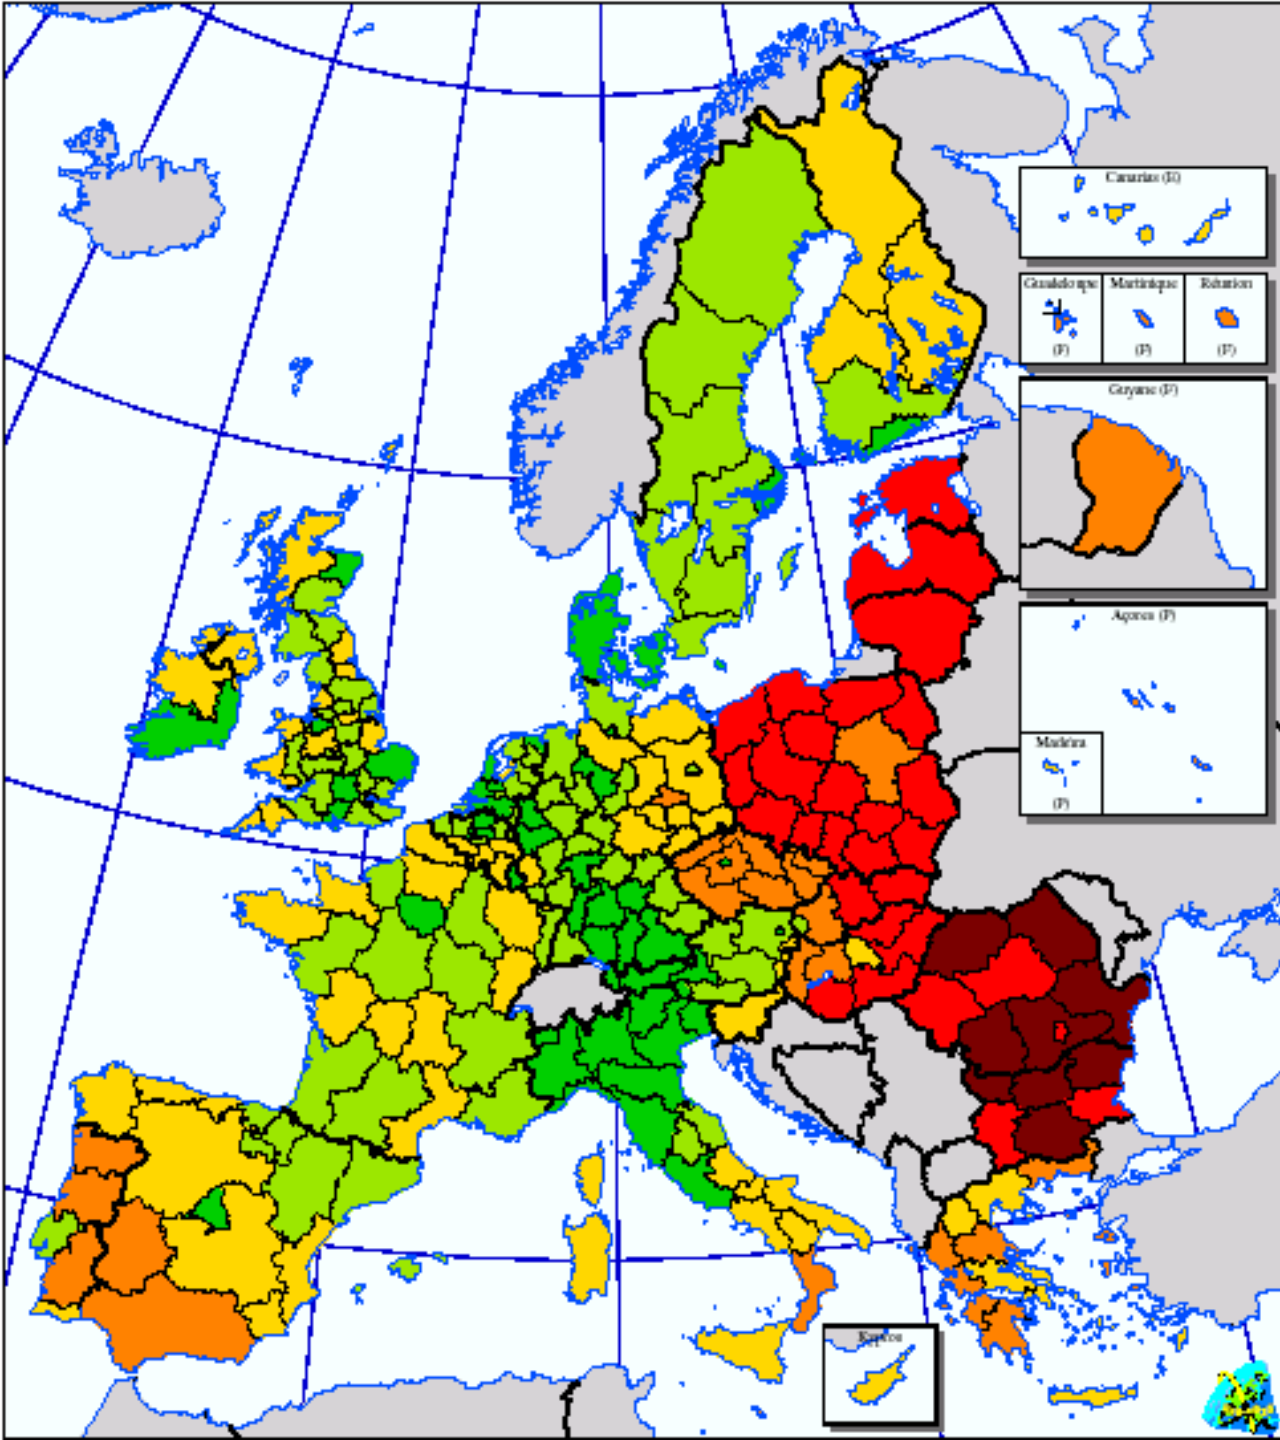 Canarias (E)
Guadeloupe
Martinique
Réunion
(F)
(F)
(F)
Guyane (F)
Açores (P)
Madeira
(P)
Kypros